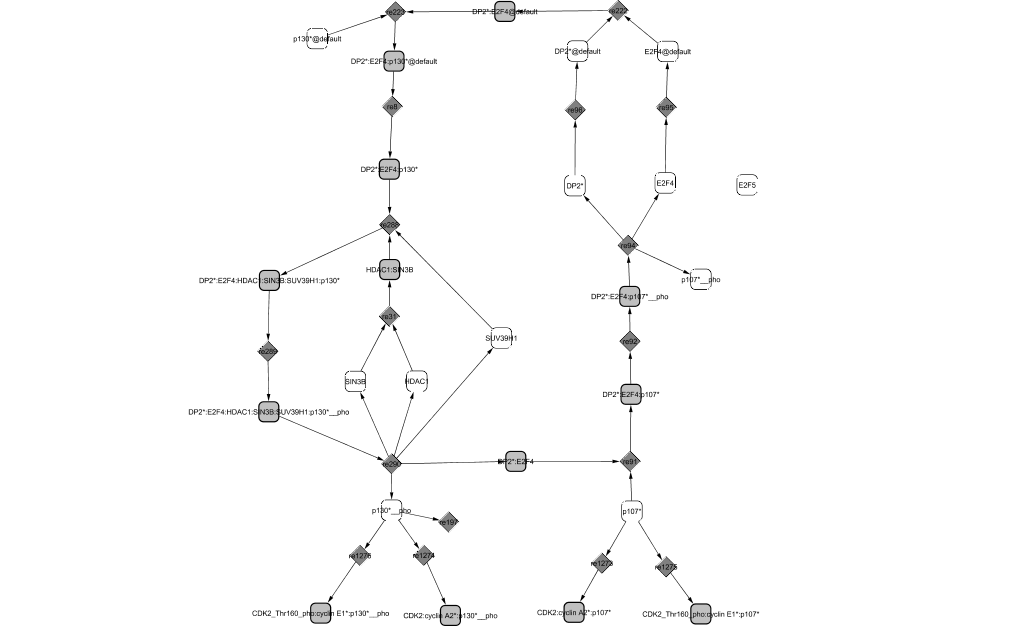 re223
DP2*:E2F4@default
re222
p130*@default
DP2*@default
E2F4@default
DP2*:E2F4:p130*@default
re8
re96
re95
DP2*:E2F4:p130*
DP2*
E2F4
E2F5
re94
HDAC1:SIN3B
DP2*:E2F4:HDAC1:SIN3B:SUV39H1:p130*
p107*__pho
DP2*:E2F4:p107*__pho
re31
SUV39H1
re92
re289
SIN3B
HDAC1
DP2*:E2F4:p107*
DP2*:E2F4:HDAC1:SIN3B:SUV39H1:p130*__pho
re290
DP2*:E2F4
re91
p130*__pho
p107*
re197
re1276
re1274
re1273
re1275
CDK2_Thr160_pho:cyclin E1*:p130*__pho
CDK2:cyclin A2*:p130*__pho
CDK2:cyclin A2*:p107*
CDK2_Thr160_pho:cyclin E1*:p107*